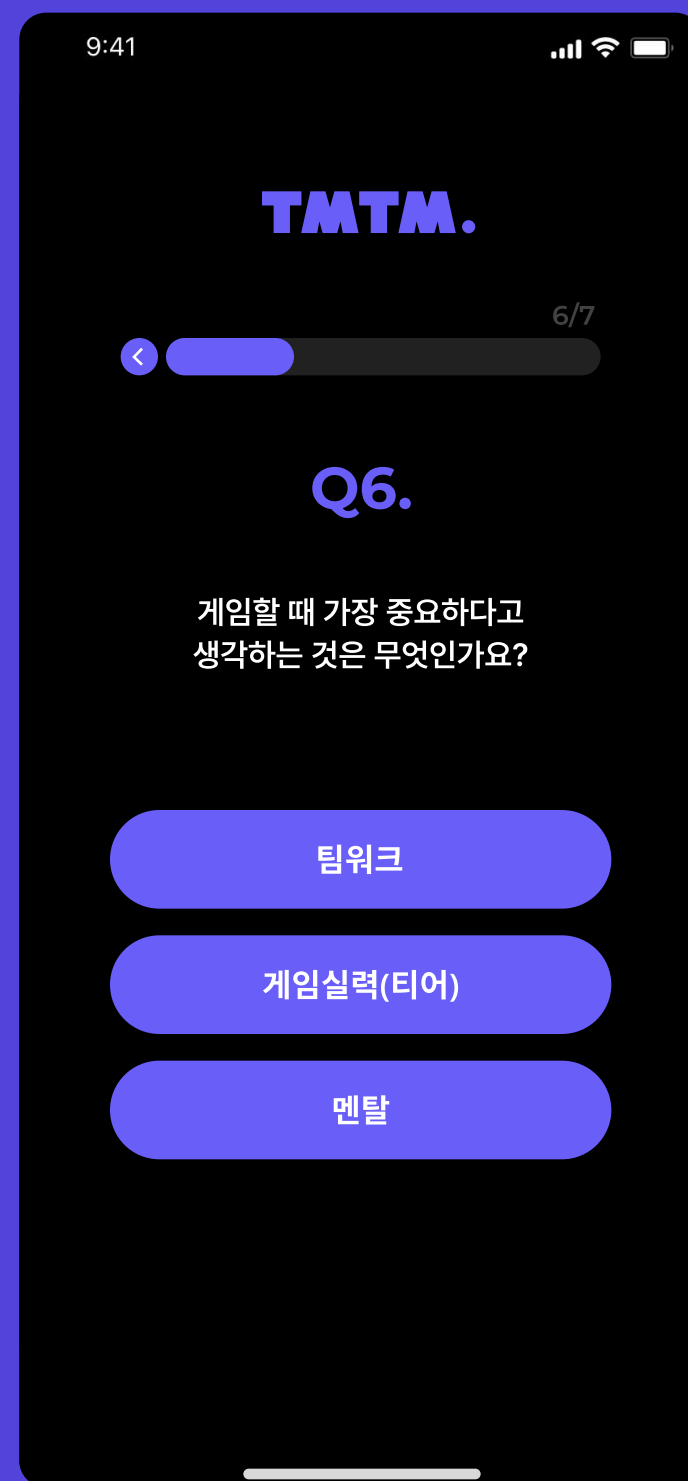 9:41
TMTM.
6/7
Q6.
게임할 때 가장 중요하다고
생각하는 것은 무엇인가요?
팀워크
게임실력(티어)
멘탈